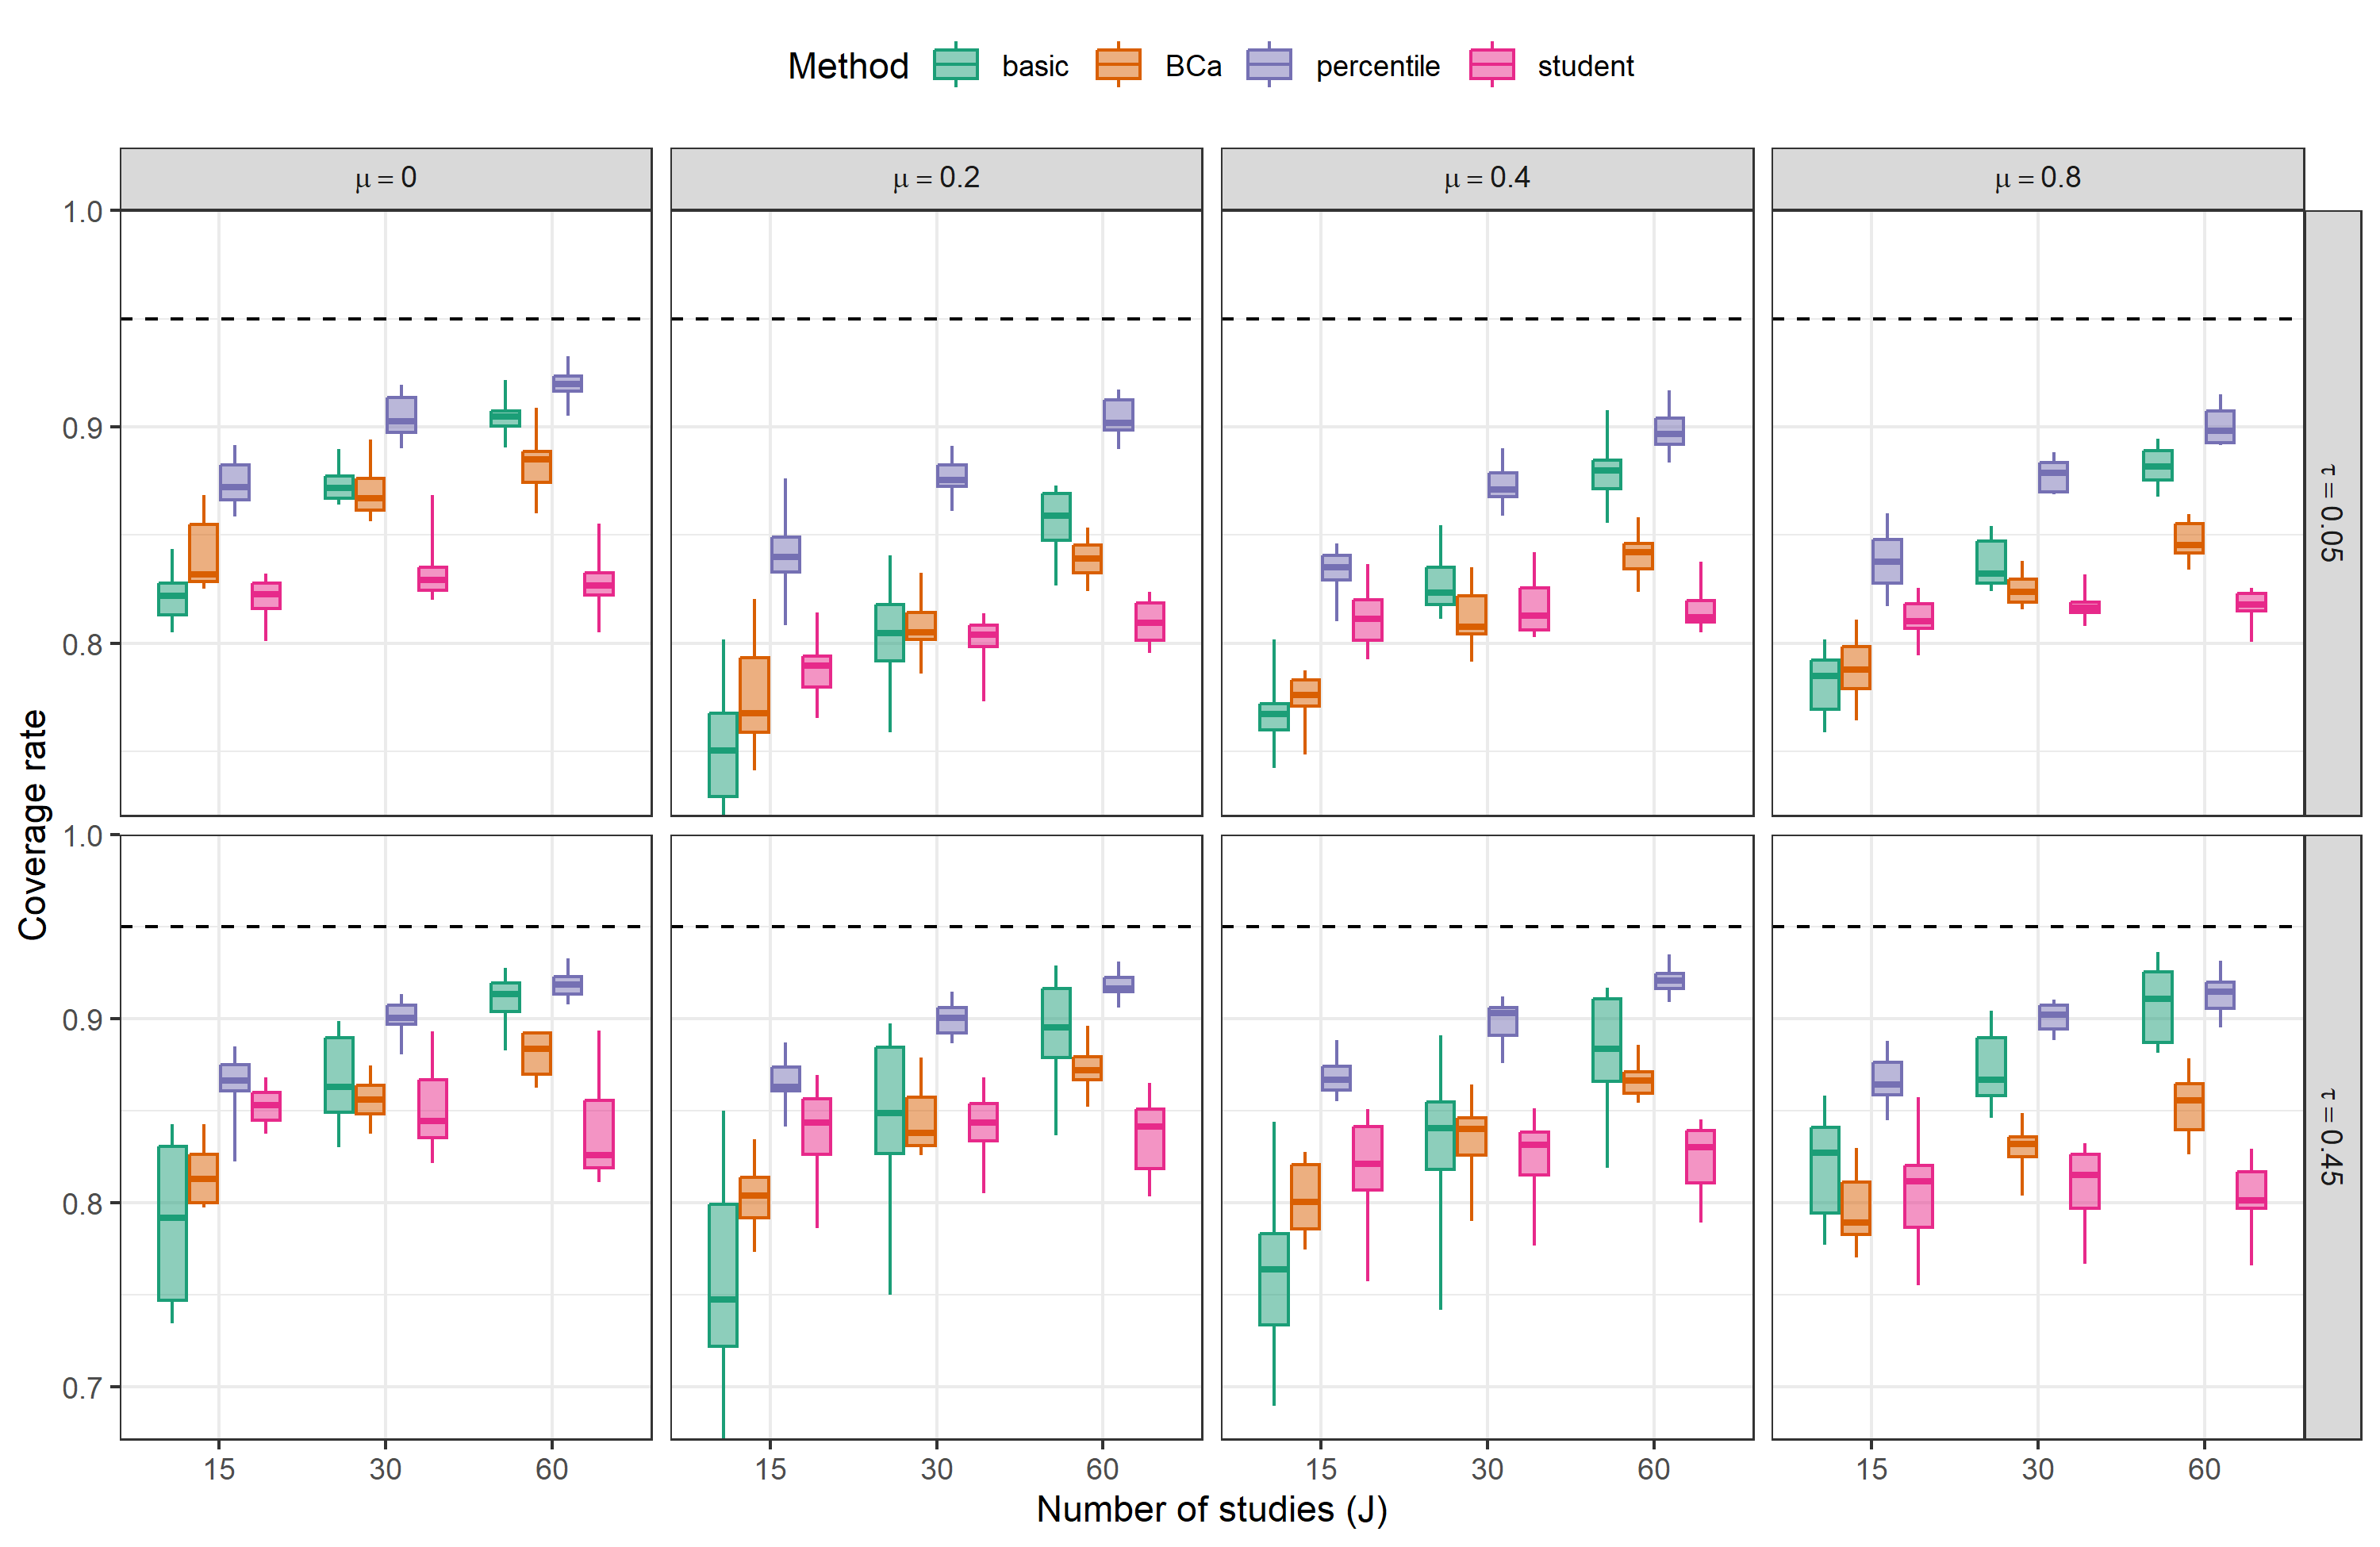 Method basic BCa percentile student
μ = 0 μ = 0.2 μ = 0.4 μ = 0.8
1.0
0.9
0.8
τ = 0.05
Coverage rate
1.0
0.9
0.8
0.7
τ = 0.45
15 30 60 15 30 60 15 30 60 15 30 60
Number of studies (J)